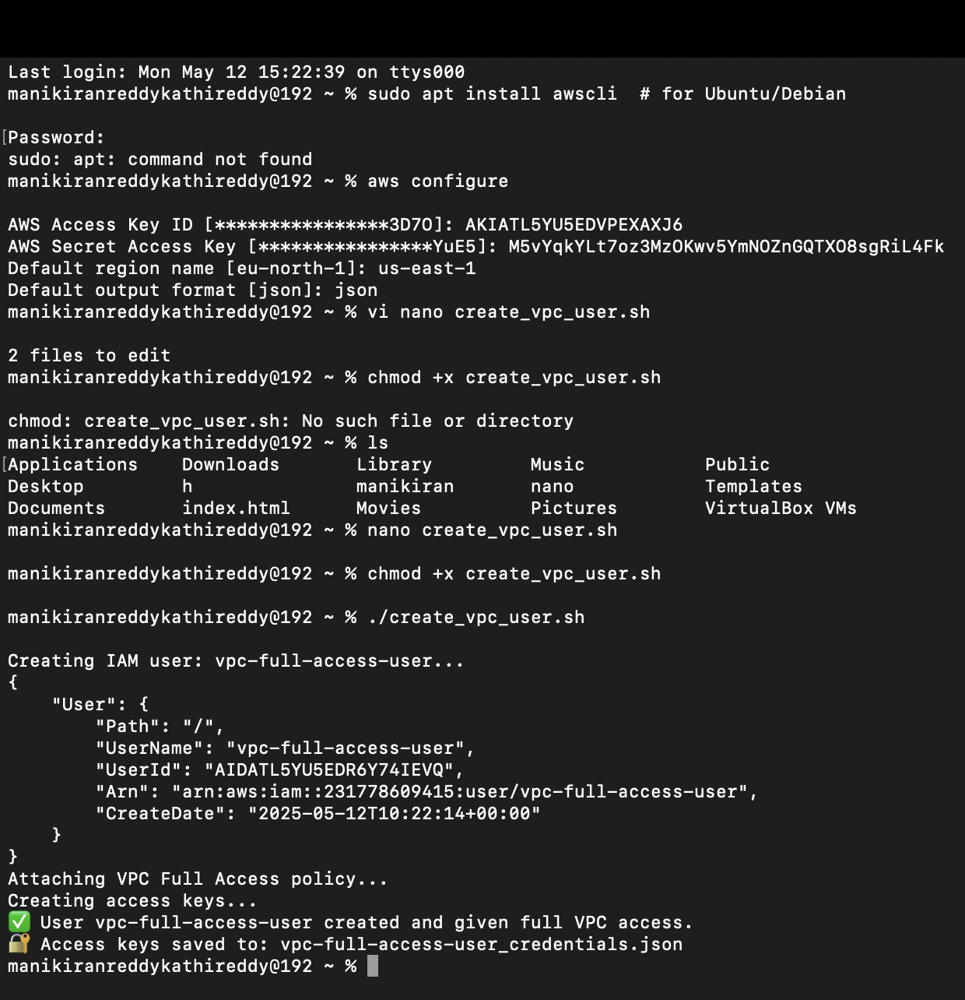 Last login: Mon May 12 15:22:39 on ttys000
manikiranreddykathireddy@192 ~ % sudo apt install awscli  # for Ubuntu/Debian
[Password:
sudo: apt: command not found
manikiranreddykathireddy@192 ~ % aws configure
AWS Access Key ID [****************3D7O]: AKIATL5YU5EDVPEXAXJ6
AWS Secret Access Key [****************YuE5]: 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
Default region name [eu-north-1]: us-east-1
Default output format [json]: json
manikiranreddykathireddy@192 ~ % vi nano create_vpc_user.sh
2 files to edit
manikiranreddykathireddy@192 ~ % chmod +x create_vpc_user.sh
chmod: create_vpc_user.sh: No such file or directory
manikiranreddykathireddy@192 ~ % ls
[Applications    Downloads       Library         Music           Public
Desktop         h               manikiran       nano            Templates
Documents       index.html      Movies          Pictures        VirtualBox VMs
manikiranreddykathireddy@192 ~ % nano create_vpc_user.sh
manikiranreddykathireddy@192 ~ % chmod +x create_vpc_user.sh
manikiranreddykathireddy@192 ~ % ./create_vpc_user.sh
Creating IAM user: vpc-full-access-user...
{
    "User": {
        "Path": "/",
        "UserName": "vpc-full-access-user",
        "UserId": "AIDATL5YU5EDR6Y74IEVQ",
        "Arn": "arn:aws:iam::231778609415:user/vpc-full-access-user",
        "CreateDate": "2025-05-12T10:22:14+00:00"
    }
}
Attaching VPC Full Access policy...
Creating access keys...
✅ User vpc-full-access-user created and given full VPC access.
🔐 Access keys saved to: vpc-full-access-user_credentials.json
manikiranreddykathireddy@192 ~ %